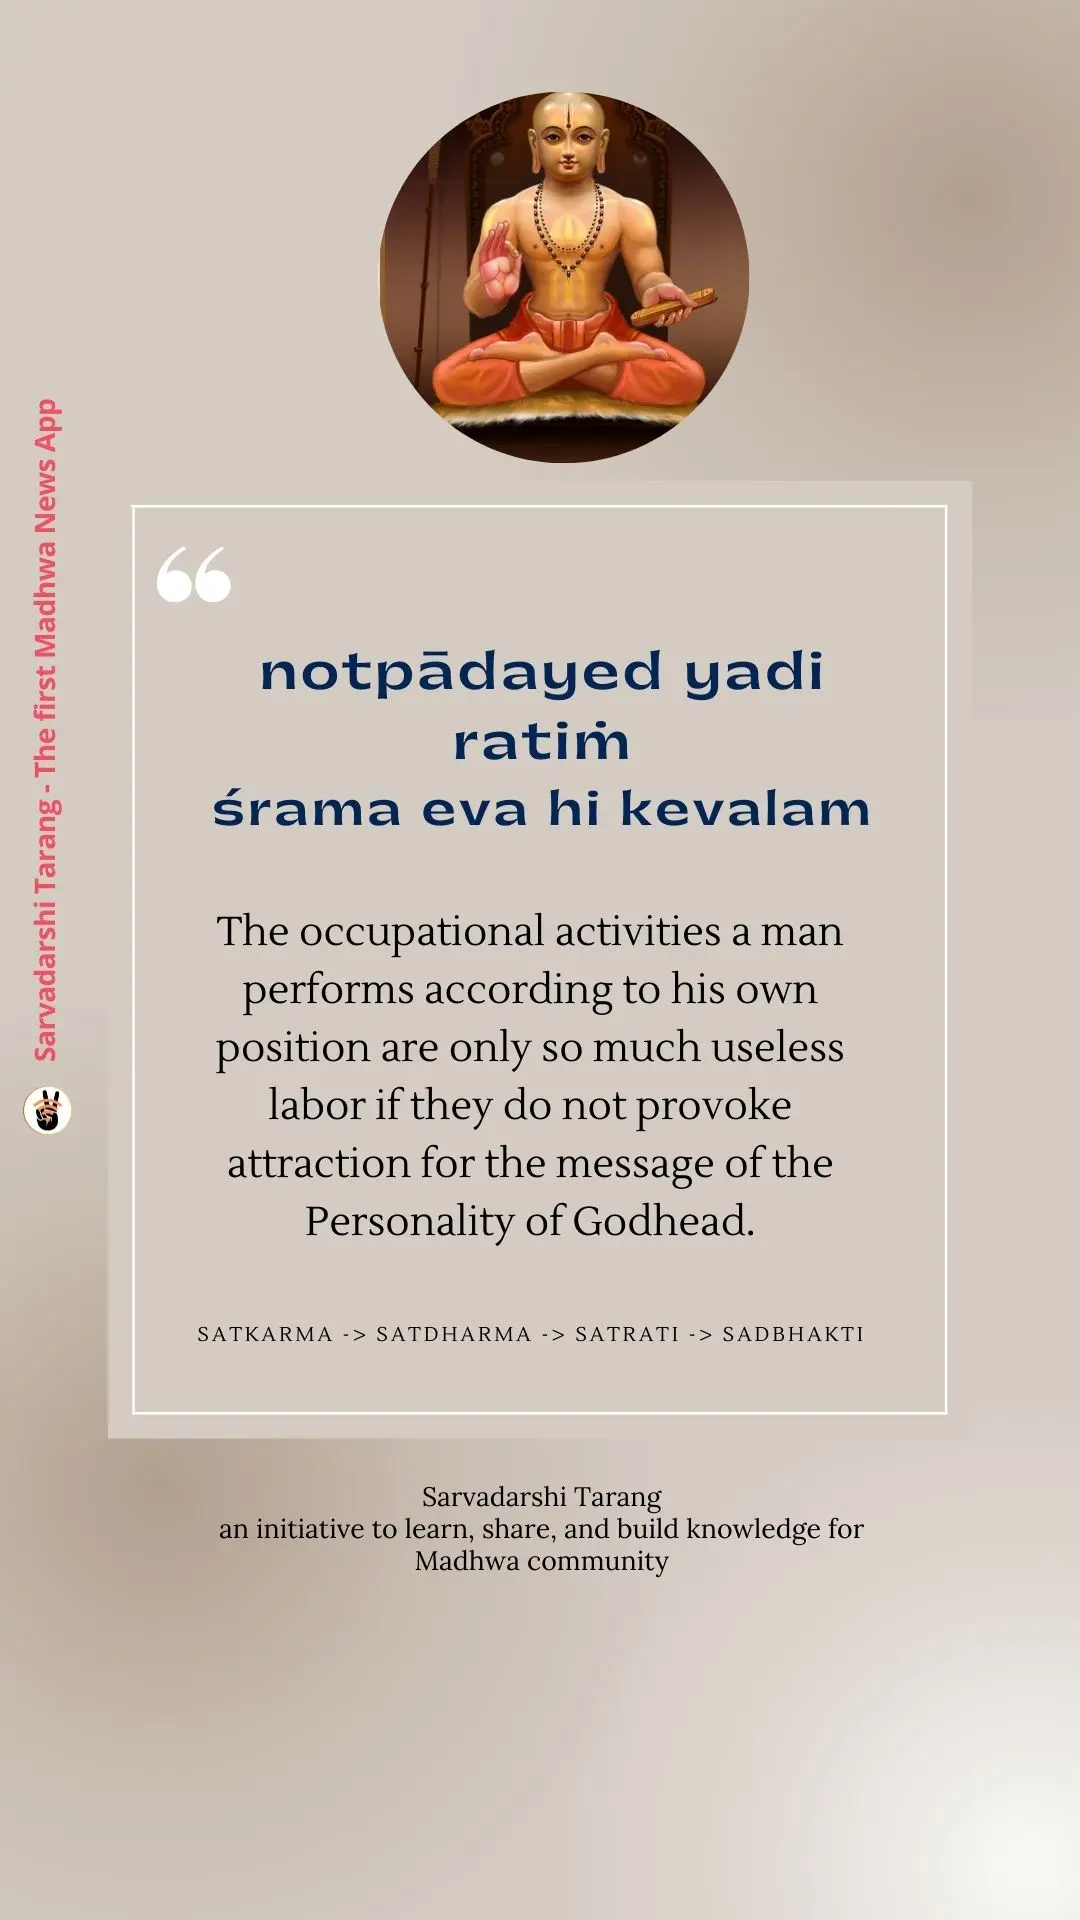 Sarvadarshi Tarang - The first Madhwa News App
notpādayed yadi
ratiṁ
śrama eva hi kevalam
The occupational activities a man
performs according to his own
position are only so much useless
labor if they do not provoke
attraction for the message of the
Personality of Godhead.
SATKARMA -> SATDHARMA -> SATRATI -> SADBHAKTI
Sarvadarshi Tarang
an initiative to learn, share, and build knowledge for
Madhwa community